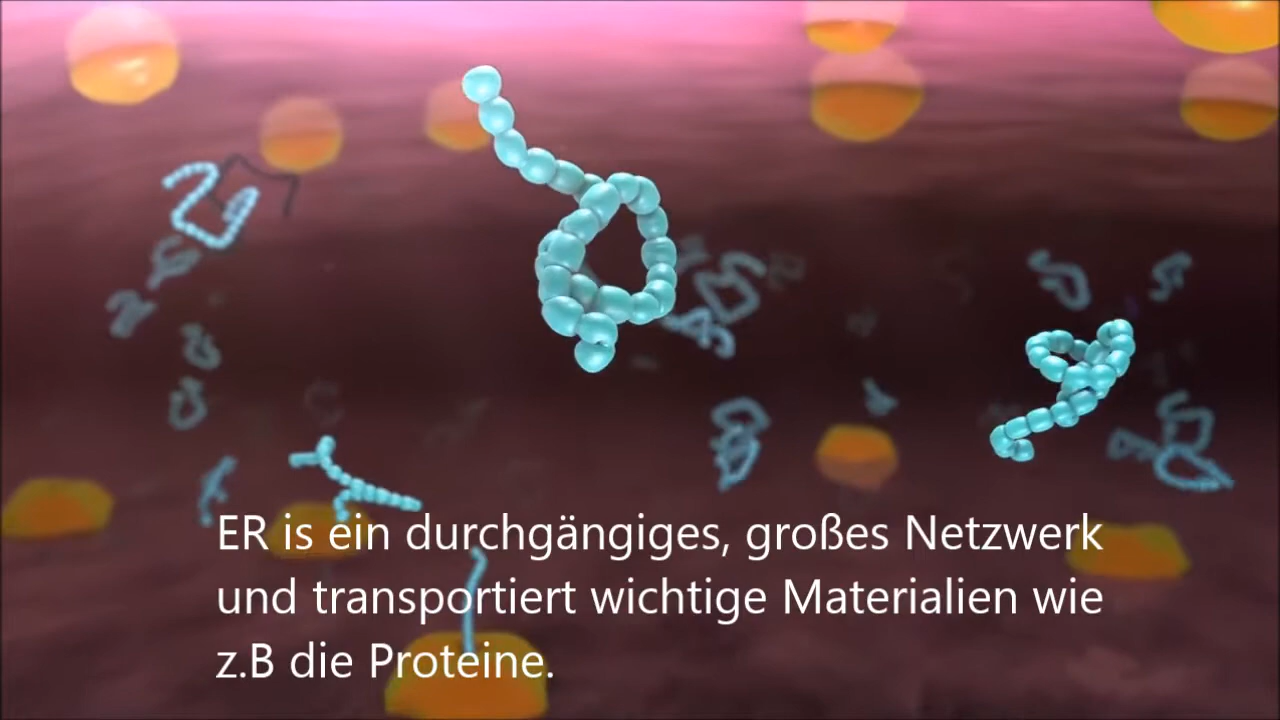 ER is ein durchgängiges, großes Netzwerk
und transportiert wichtige Materialien wie
z.B die Proteine.